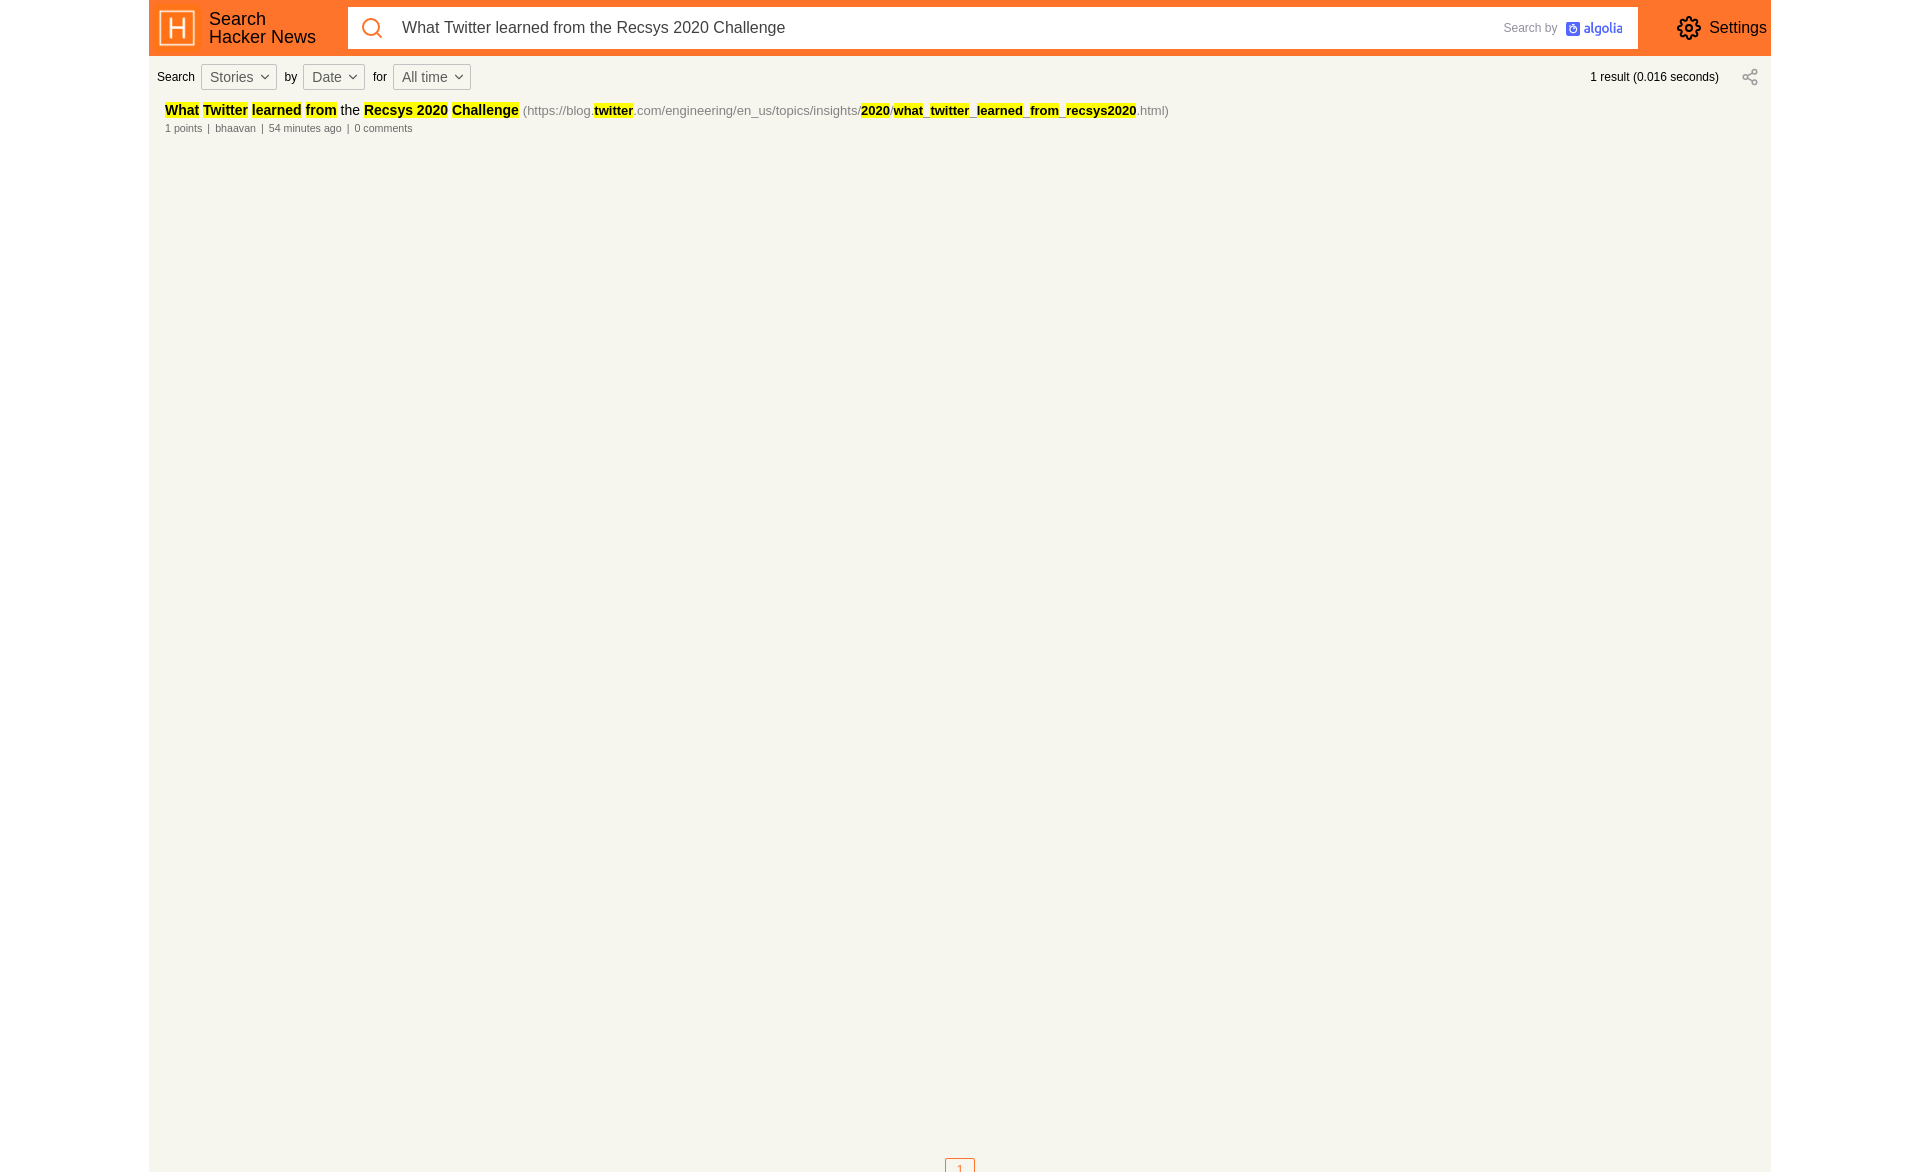 H
Search
Hacker News
What Twitter learned from the Recsys 2020 Challenge
Search by algolia
Settings
Search Stories by Date for All time
1 result (0.016 seconds)
What Twitter learned from the Recsys 2020 Challenge (https://blog.twitter.com/engineering/en_us/topics/insights/2020/what_twitter_learned_from_recsys2020.html)
1 points | bhaavan | 54 minutes ago | 0 comments
1